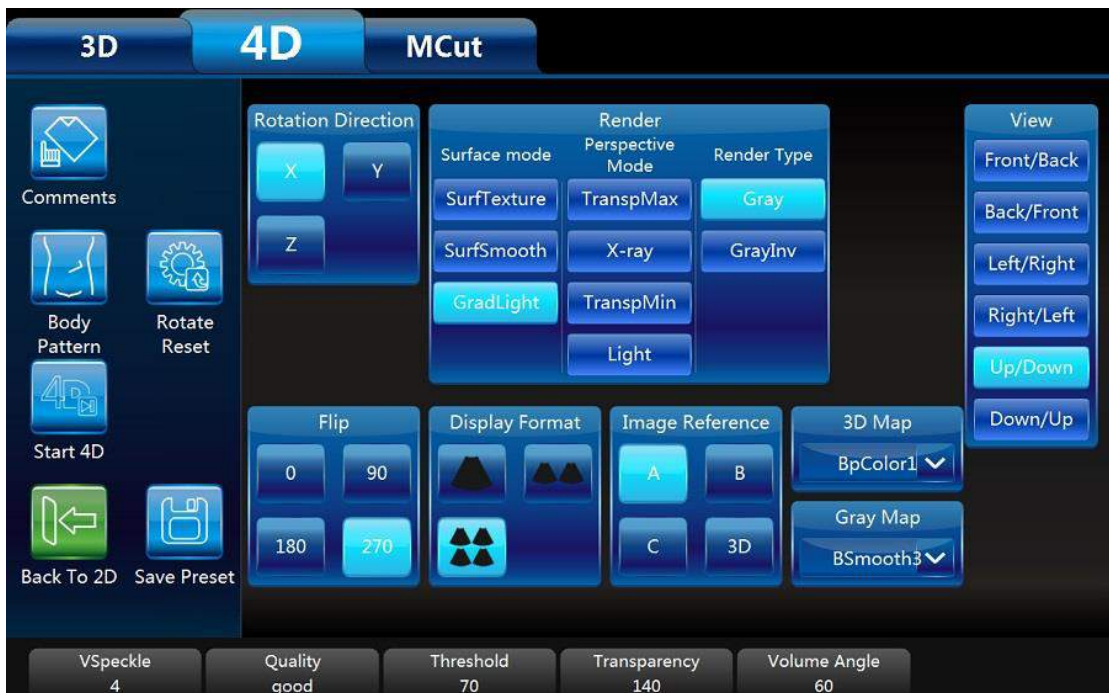 3D
4D
MCut
Comments
Body
Pattern
Rotate
Reset
4D
Start 4D
Back To 2D
Save Preset
Rotation Direction
X
Y
Z
Render
Surface mode
Perspective
Mode
Render Type
SurfTexture
TranspMax
Gray
SurfSmooth
X-ray
GrayInv
GradLight
TranspMin
Light
View
Front/Back
Back/Front
Left/Right
Right/Left
Up/Down
Down/Up
Flip
0
90
180
270
Display Format
Image Reference
A
B
C
3D
3D Map
BpColor1
Gray Map
BSmooth3
VSpeckle
4
Quality
good
Threshold
70
Transparency
140
Volume Angle
60